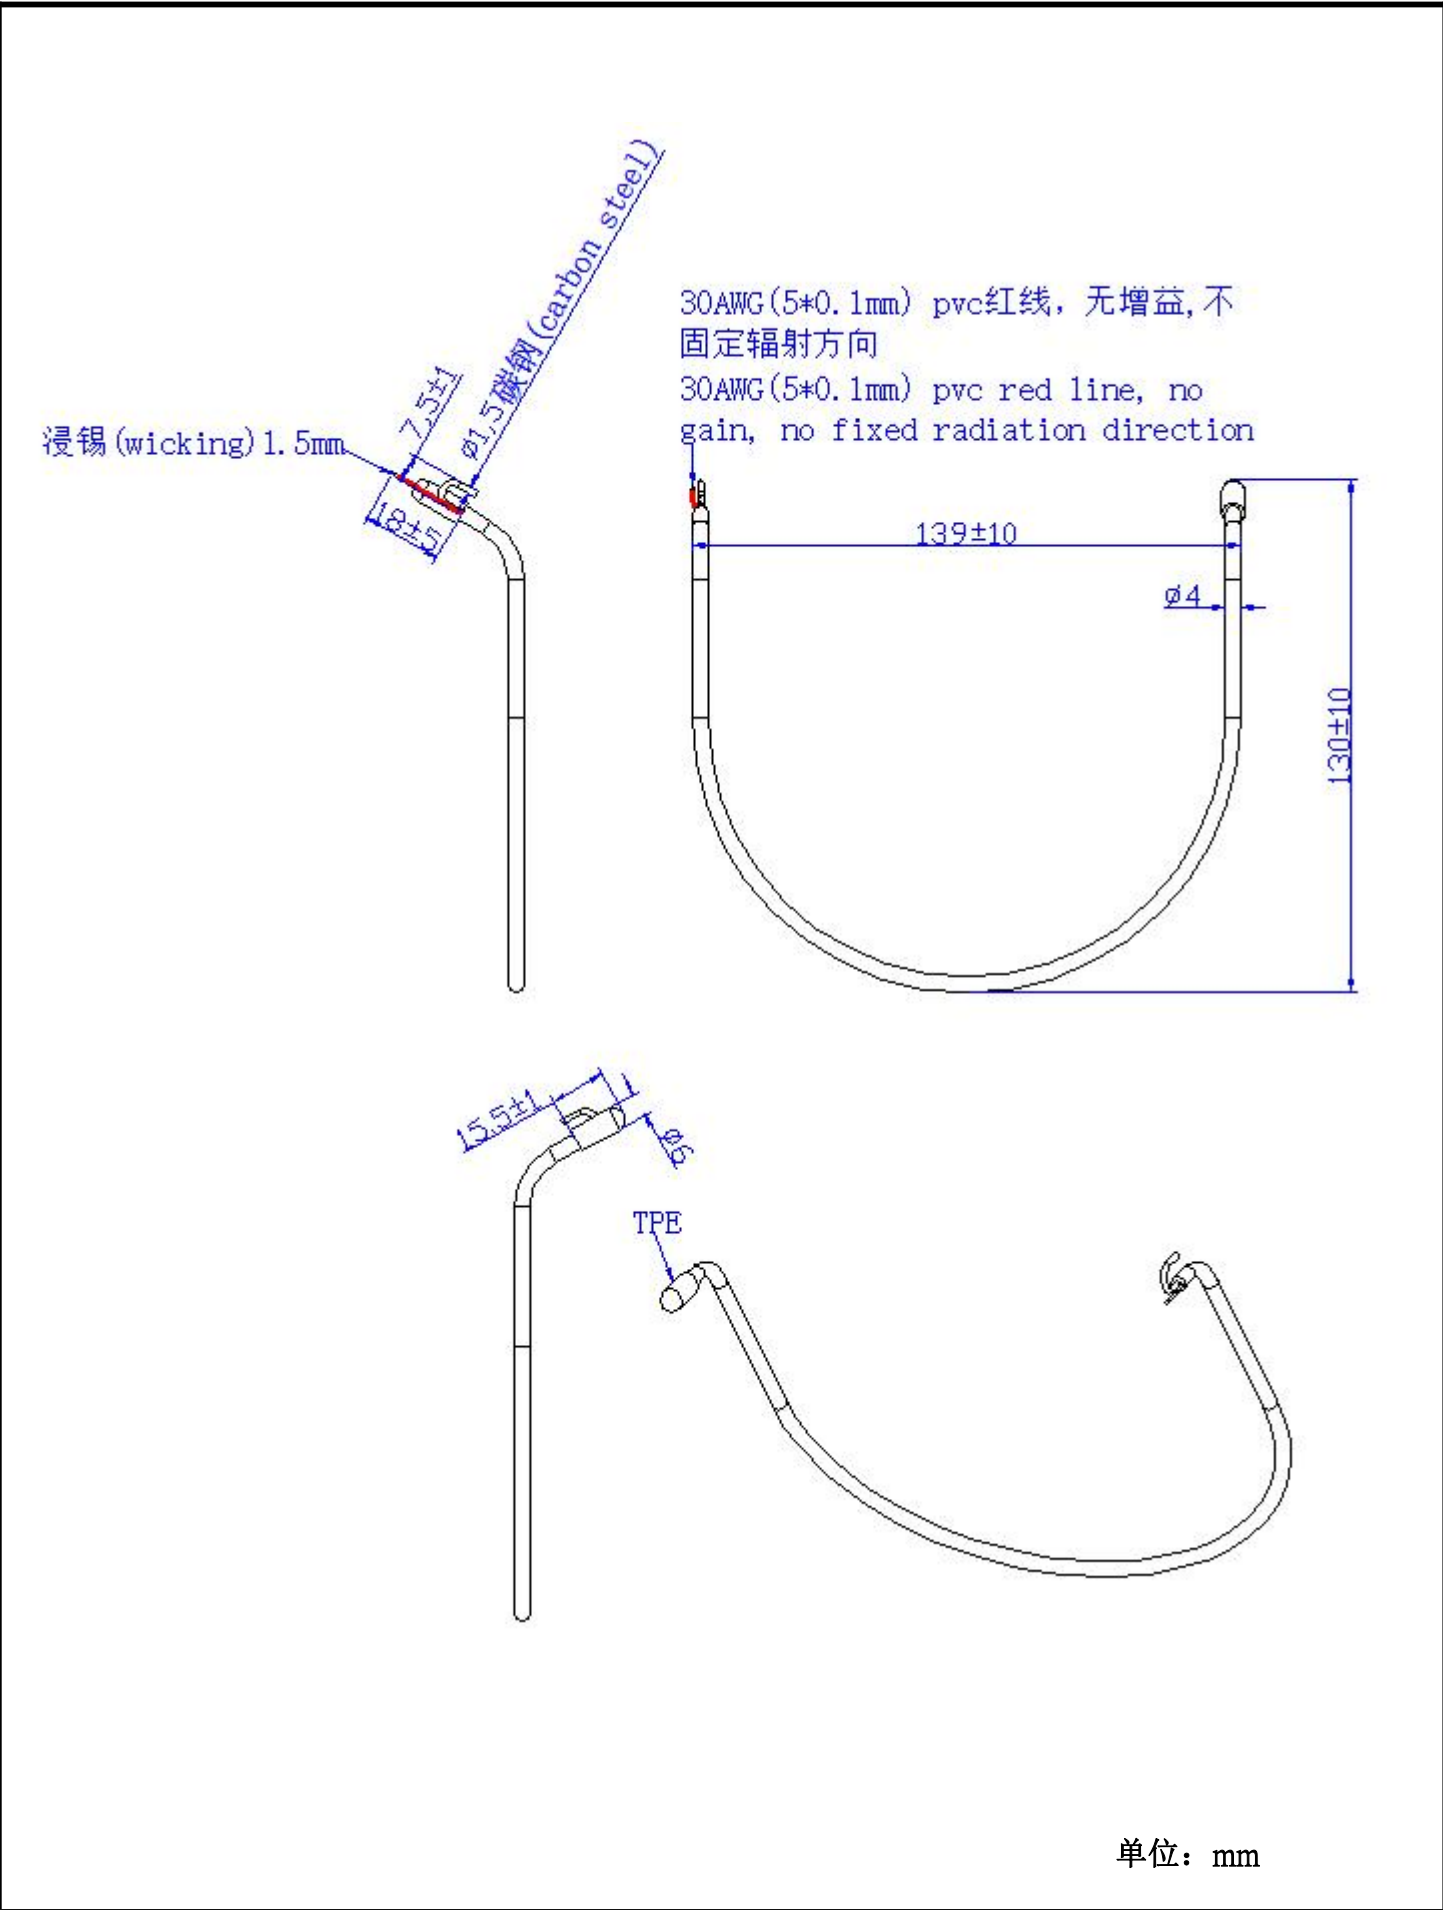 ø1,5碳钢(carbon steel)
7,5±1
浸锡(wicking)1.5mm
18±5
30AWG(5*0.1mm) pvc红线，无增益,不
固定辐射方向
30AWG(5*0.1mm) pvc red line, no
gain, no fixed radiation direction
139±10
ø4
130±10
15,5±1
ø6
TPE
单位：mm